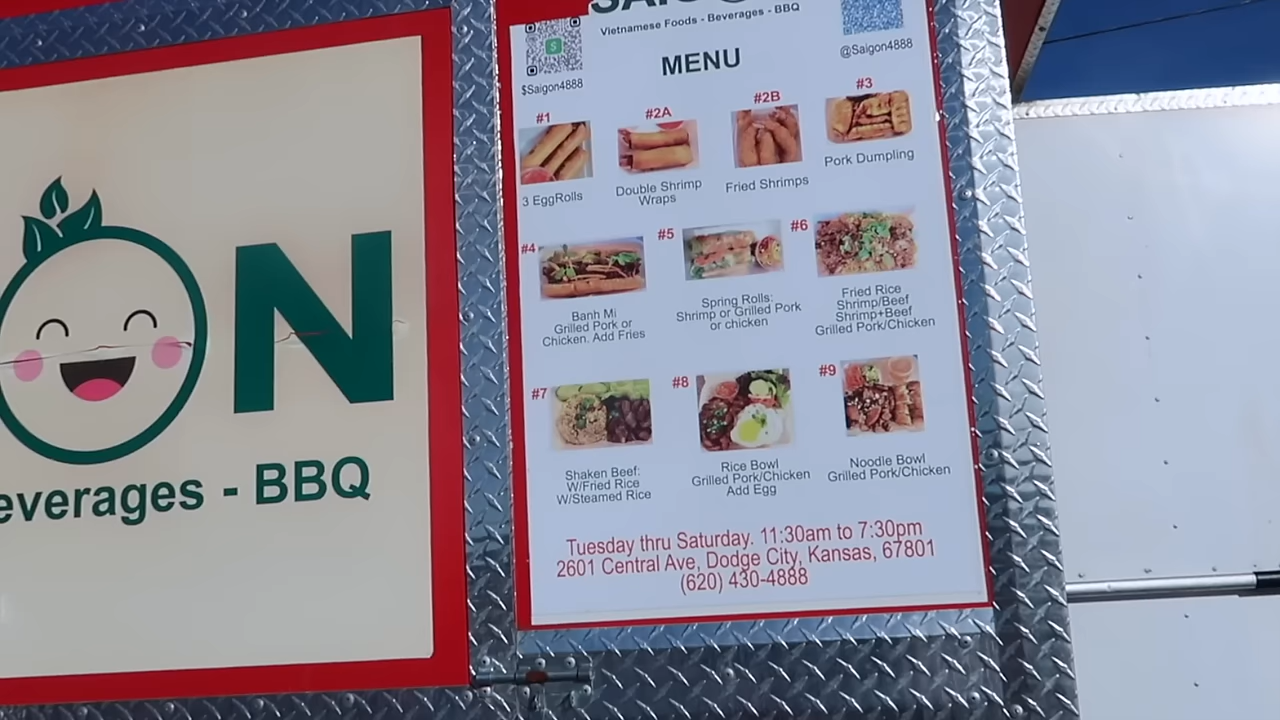 ON
everages - BBQ
SAIGON
Vietnamese Foods - Beverages - BBQ
$Saigon4888
MENU
@Saigon4888
#1
#2A
#2B
#3
3 EggRolls
Double Shrimp
Wraps
Fried Shrimps
Pork Dumpling
#4
#5
#6
Banh Mi
Grilled Pork or
Chicken. Add Fries
Spring Rolls:
Shrimp or Grilled Pork
or chicken
Fried Rice
Shrimp/Beef
Shrimp+Beef
Grilled Pork/Chicken
#7
#8
#9
Shaken Beef:
W/Fried Rice
W/Steamed Rice
Rice Bowl
Grilled Pork/Chicken
Add Egg
Noodle Bowl
Grilled Pork/Chicken
Tuesday thru Saturday. 11:30am to 7:30pm
2601 Central Ave, Dodge City, Kansas, 67801
(620) 430-4888